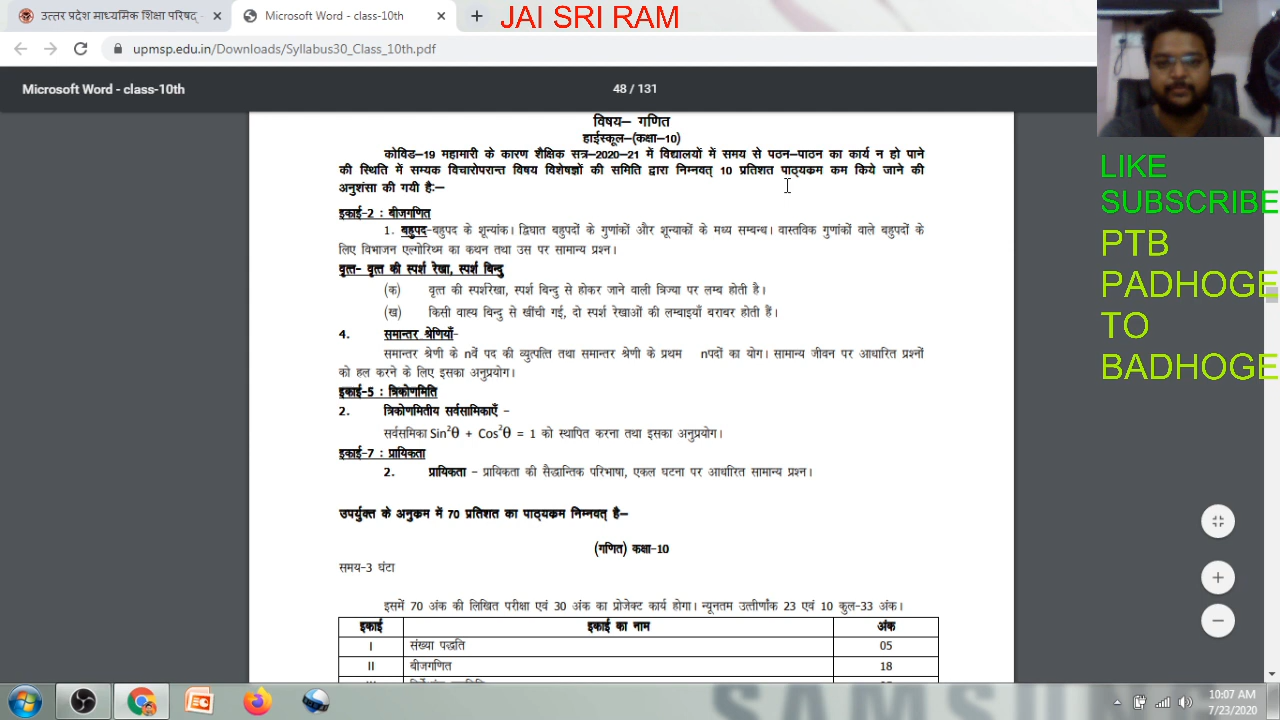 उत्तर प्रदेश माध्यमिक शिक्षा परिषद -
Microsoft Word - class-10th
JAI SRI RAM
upmsp.edu.in/Downloads/Syllabus30_Class_10th.pdf
Microsoft Word - class-10th
48 / 131
LIKE
SUBSCRIBE
PTB
PADHOGE
TO
BADHOGE
विषय– गणित
हाईस्कूल–(कक्षा–10)
कोविड–19 महामारी के कारण शैक्षिक सत्र–2020–21 में विद्यालयों में समय से पठन–पाठन का कार्य न हो पाने
की स्थिति में सम्यक विचारोपरान्त विषय विशेषज्ञों की समिति द्वारा निम्नवत् 10 प्रतिशत पाठ्यकम कम किये जाने की
अनुशंसा की गयी है:–
इकाई-2 : बीजगणित
1. बहुपद-बहुपद के शून्यांक। द्विघात बहुपदों के गुणांकों और शून्याकों के मध्य सम्बन्ध। वास्तविक गुणांकों वाले बहुपदों के
लिए विभाजन एल्गोरिथ्म का कथन तथा उस पर सामान्य प्रश्न।
वृत्त- वृत्त की स्पर्श रेखा, स्पर्श बिन्दु
(क) वृत्त की स्पर्शरेखा, स्पर्श बिन्दु से होकर जाने वाली त्रिज्या पर लम्ब होती है।
(ख) किसी वाह्य बिन्दु से खींची गई, दो स्पर्श रेखाओं की लम्बाइयाँ बराबर होती हैं।
4. समान्तर श्रेणियाँ-
समान्तर श्रेणी के nवें पद की व्युत्पत्ति तथा समान्तर श्रेणी के प्रथम nपदों का योग। सामान्य जीवन पर आधारित प्रश्नों
को हल करने के लिए इसका अनुप्रयोग।
इकाई-5 : त्रिकोणमिति
2. त्रिकोणमितीय सर्वसामिकाएँ –
सर्वसमिका Sin²θ + Cos²θ = 1 को स्थापित करना तथा इसका अनुप्रयोग।
इकाई-7 : प्रायिकता
2. प्रायिकता – प्रायिकता की सैद्धान्तिक परिभाषा, एकल घटना पर आधारित सामान्य प्रश्न।
उपर्युक्त के अनुकम में 70 प्रतिशत का पाठ्यकम निम्नवत् है–
(गणित) कक्षा-10
समय-3 घंटा
इसमें 70 अंक की लिखित परीक्षा एवं 30 अंक का प्रोजेक्ट कार्य होगा। न्यूनतम उत्तीर्णांक 23 एवं 10 कुल-33 अंक।
इकाई इकाई का नाम अंक
I संख्या पद्धति 05
II बीजगणित 18
10:07 AM
7/23/2020